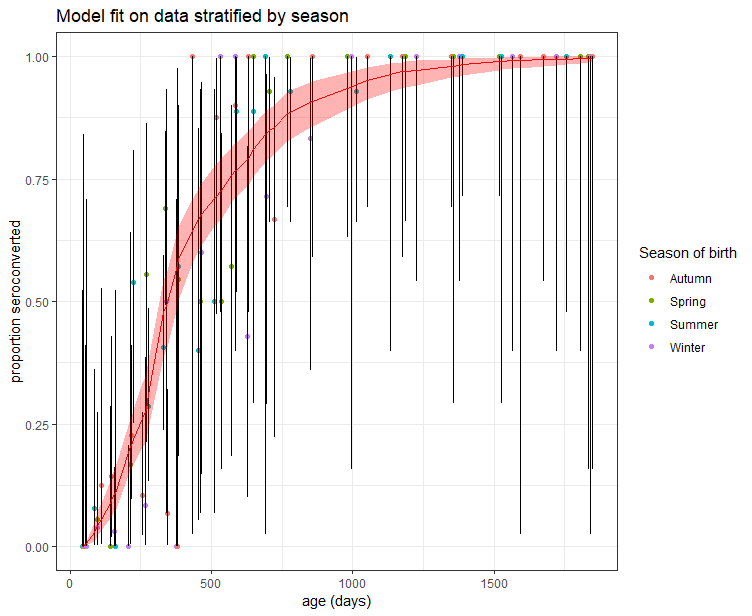 Model fit on data stratified by season
proportion seroconverted
1.00
0.75
0.50
0.25
0.00
0
500
1000
1500
age (days)
Season of birth
Autumn
Spring
Summer
Winter